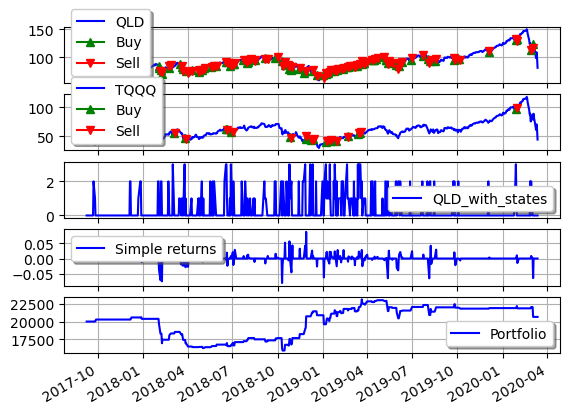 QLD
Buy
Sell
150
100
TQQQ
Buy
Sell
100
50
QLD_with_states
2
0
Simple returns
0.05
0.00
−0.05
Portfolio
22500
20000
17500
2017-10
2018-01
2018-04
2018-07
2018-10
2019-01
2019-04
2019-07
2019-10
2020-01
2020-04